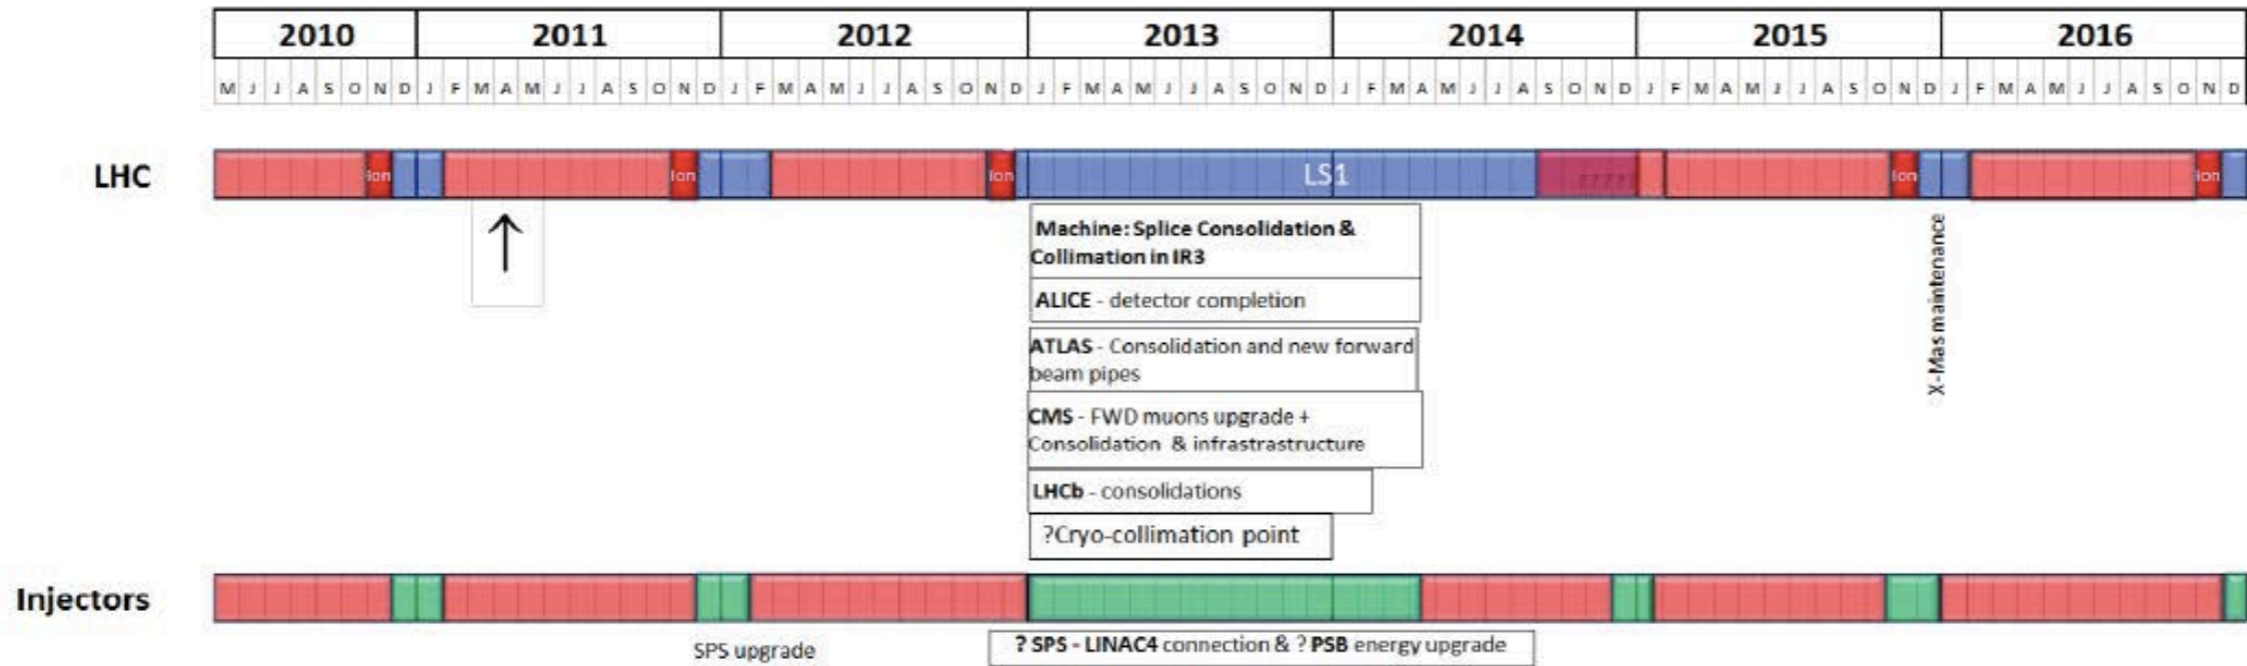 2010 2011 2012 2013 2014 2015 2016
M J J A S O N D J F M A M J J A S O N D J F M A M J J A S O N D J F M A M J J A S O N D J F M A M J J A S O N D J F M A M J J A S O N D J F M A M J J A S O N D
LHC Ion Ion Ion LS1 ????? Ion Ion
Machine: Splice Consolidation &
Collimation in IR3
ALICE - detector completion
ATLAS - Consolidation and new forward
beam pipes
CMS - FWD muons upgrade +
Consolidation & infrastrastructure
LHCb - consolidations
?Cryo-collimation point
X-Mas maintenance
Injectors
SPS upgrade
? SPS - LINAC4 connection & ? PSB energy upgrade